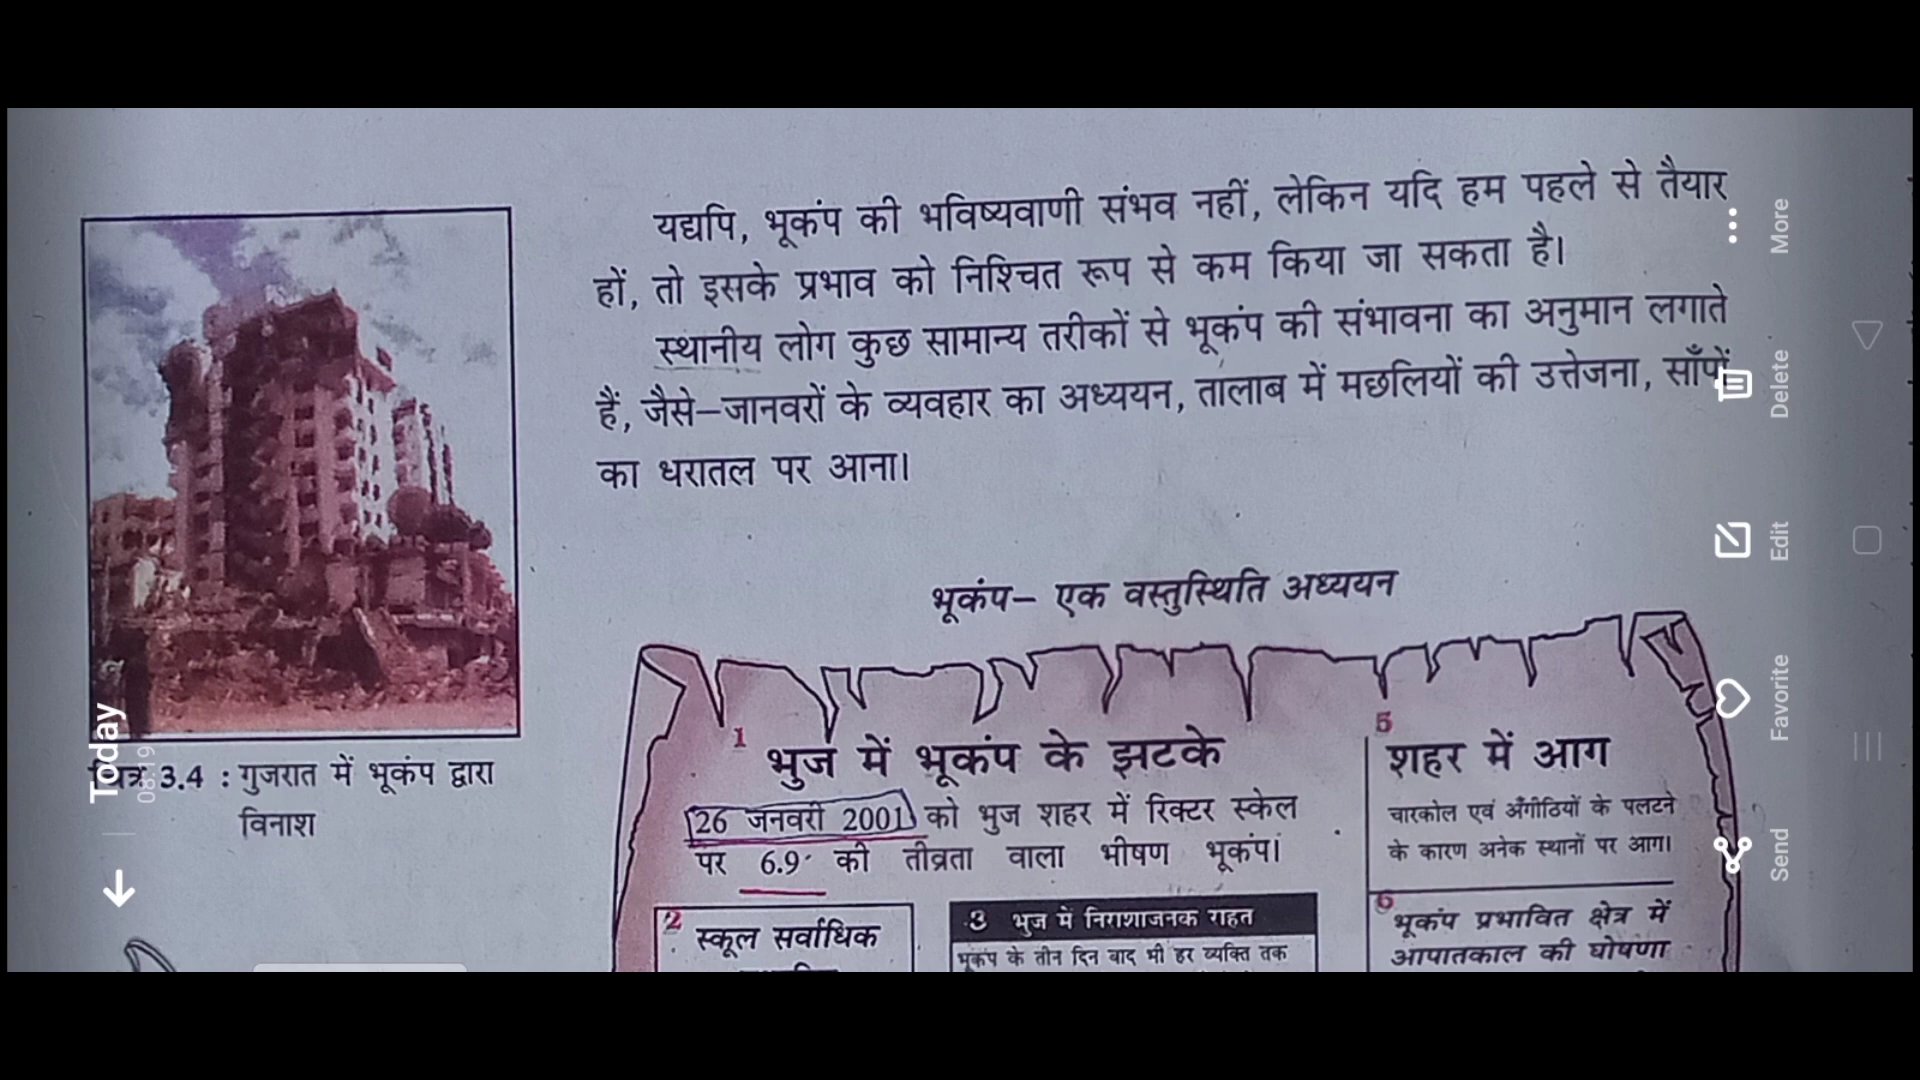 यद्यपि, भूकंप की भविष्यवाणी संभव नहीं, लेकिन यदि हम पहले से तैयार
हों, तो इसके प्रभाव को निश्चित रूप से कम किया जा सकता है।
स्थानीय लोग कुछ सामान्य तरीकों से भूकंप की संभावना का अनुमान लगाते
हैं, जैसे–जानवरों के व्यवहार का अध्ययन, तालाब में मछलियों की उत्तेजना, साँपों
का धरातल पर आना।
चित्र 3.4 : गुजरात में भूकंप द्वारा
विनाश
भूकंप– एक वस्तुस्थिति अध्ययन
1
भुज में भूकंप के झटके
26 जनवरी 2001 को भुज शहर में रिक्टर स्केल
पर 6.9 की तीव्रता वाला भीषण भूकंप।
2
स्कूल सर्वाधिक
3 भुज में निराशाजनक राहत
भूकंप के तीन दिन बाद भी हर व्यक्ति तक
5
शहर में आग
चारकोल एवं अँगीठियों के पलटने
के कारण अनेक स्थानों पर आग।
6
भूकंप प्रभावित क्षेत्र में
आपातकाल की घोषणा
Today
08:19
More
Delete
Edit
Favorite
Send